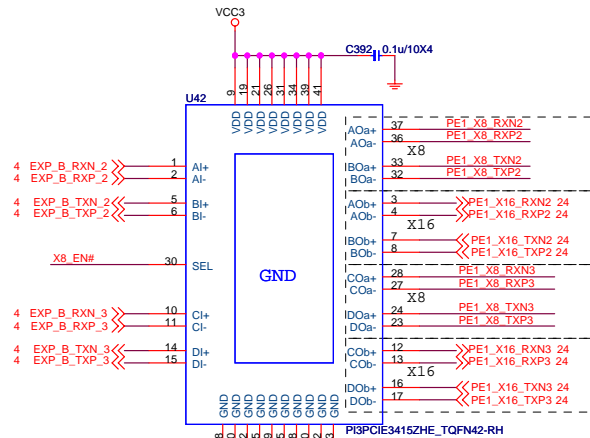 VCC3
C392 0.1u/10X4
U42
9 19 21 26 31 34 39 41
VDD VDD VDD VDD VDD VDD VDD VDD
4 EXP_B_RXN_2 1 AI+
4 EXP_B_RXP_2 2 AI-
4 EXP_B_TXN_2 5 BI+
4 EXP_B_TXP_2 6 BI-
X8_EN# 30 SEL
4 EXP_B_RXN_3 10 CI+
4 EXP_B_RXP_3 11 CI-
4 EXP_B_TXN_3 14 DI+
4 EXP_B_TXP_3 15 DI-
GND
AOa+ 37 PE1_X8_RXN2
AOa- 36 PE1_X8_RXP2
X8
BOa+ 33 PE1_X8_TXN2
BOa- 32 PE1_X8_TXP2
AOb+ 3 PE1_X16_RXN2 24
AOb- 4 PE1_X16_RXP2 24
X16
BOb+ 7 PE1_X16_TXN2 24
BOb- 8 PE1_X16_TXP2 24
COa+ 28 PE1_X8_RXN3
COa- 27 PE1_X8_RXP3
X8
DOa+ 24 PE1_X8_TXN3
DOa- 23 PE1_X8_TXP3
COb+ 12 PE1_X16_RXN3 24
COb- 13 PE1_X16_RXP3 24
X16
DOb+ 16 PE1_X16_TXN3 24
DOb- 17 PE1_X16_TXP3 24
GND GND GND GND GND GND GND GND GND GND
PI3PCIE3415ZHE_TQFN42-RH